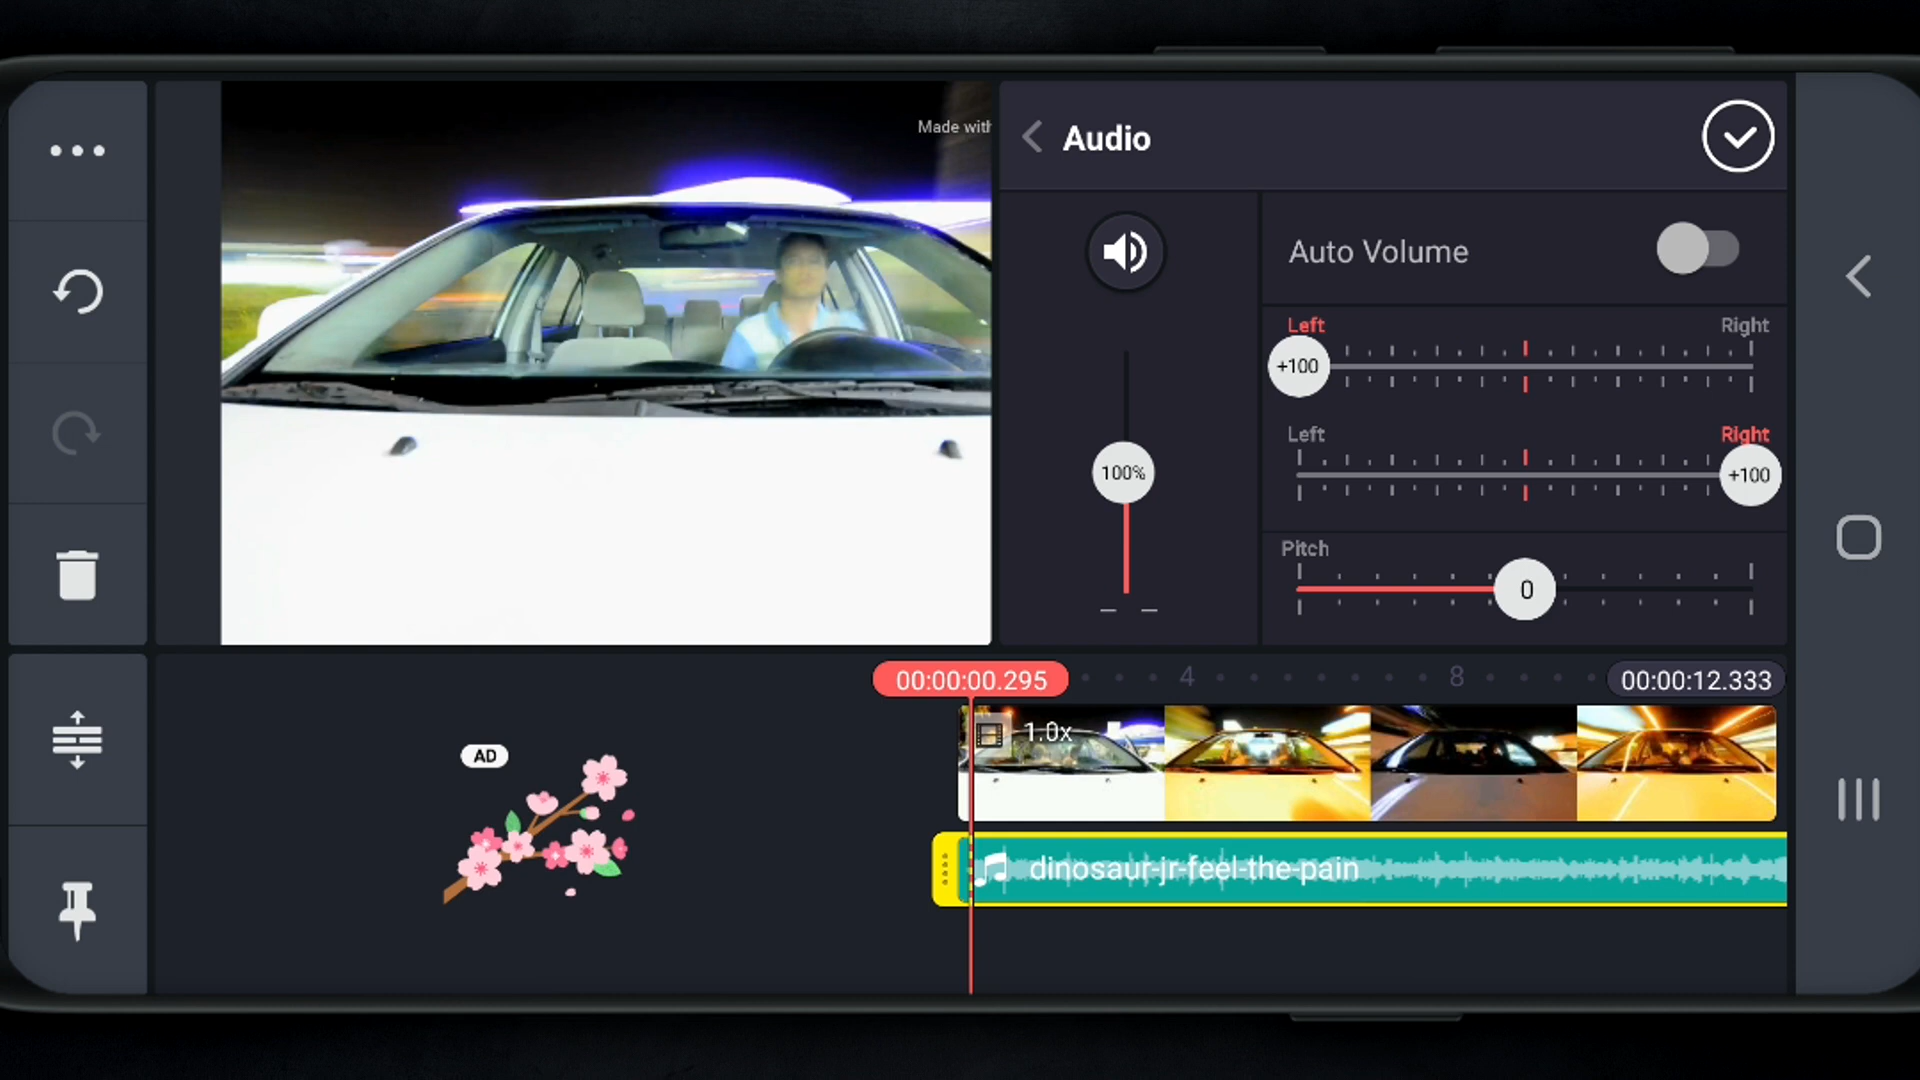 Made with
Audio
Auto Volume
Left
Right
+100
Left
Right
+100
100%
Pitch
0
00:00:00.295
4
8
00:00:12.333
1.0x
AD
dinosaur-jr-feel-the-pain